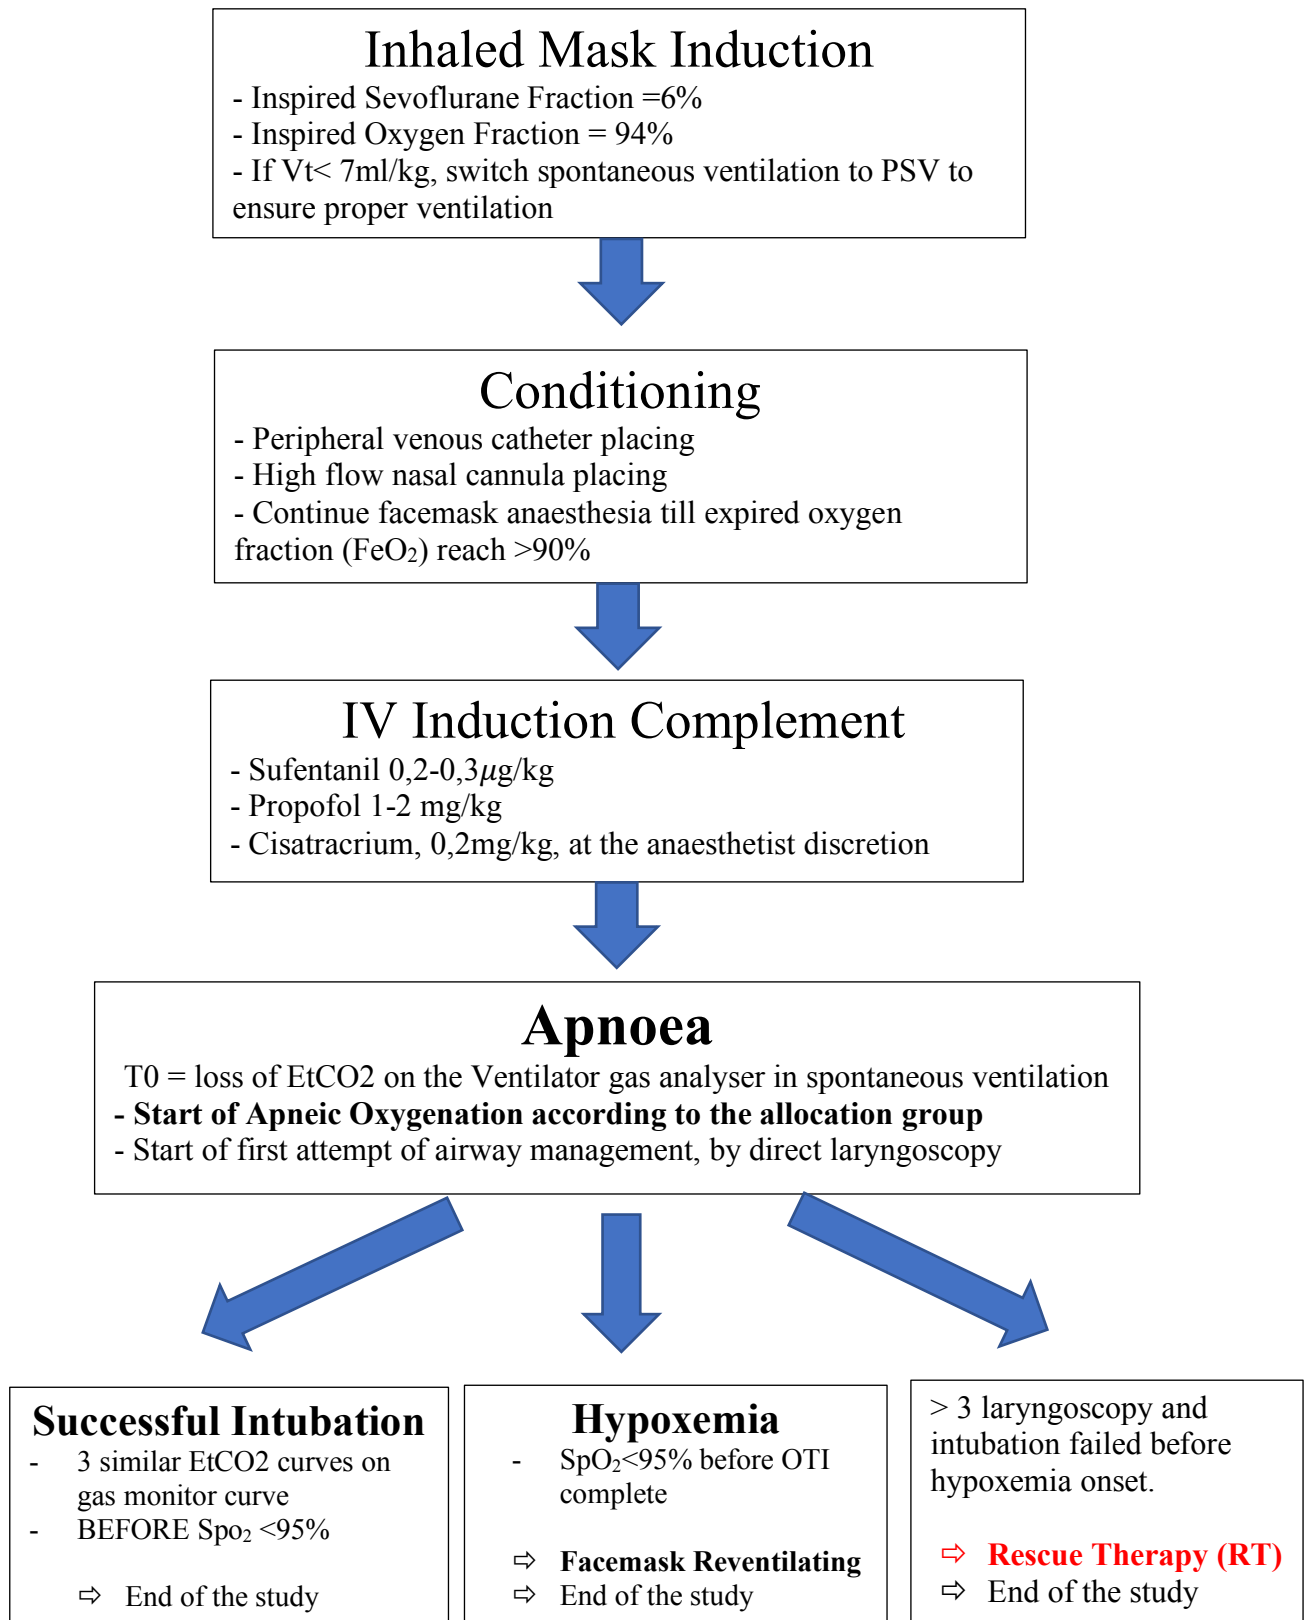 Inhaled Mask Induction
- Inspired Sevoflurane Fraction =6%
- Inspired Oxygen Fraction = 94%
- If Vt< 7ml/kg, switch spontaneous ventilation to PSV to
ensure proper ventilation
Conditioning
- Peripheral venous catheter placing
- High flow nasal cannula placing
- Continue facemask anaesthesia till expired oxygen
fraction (FeO₂) reach >90%
IV Induction Complement
- Sufentanil 0,2-0,3µg/kg
- Propofol 1-2 mg/kg
- Cisatracrium, 0,2mg/kg, at the anaesthetist discretion
Apnoea
T0 = loss of EtCO2 on the Ventilator gas analyser in spontaneous ventilation
- Start of Apneic Oxygenation according to the allocation group
- Start of first attempt of airway management, by direct laryngoscopy
Successful Intubation
- 3 similar EtCO2 curves on
gas monitor curve
- BEFORE Spo₂ <95%
⇨ End of the study
Hypoxemia
- SpO₂<95% before OTI
complete
⇨ Facemask Reventilating
⇨ End of the study
> 3 laryngoscopy and
intubation failed before
hypoxemia onset.
⇨ Rescue Therapy (RT)
⇨ End of the study